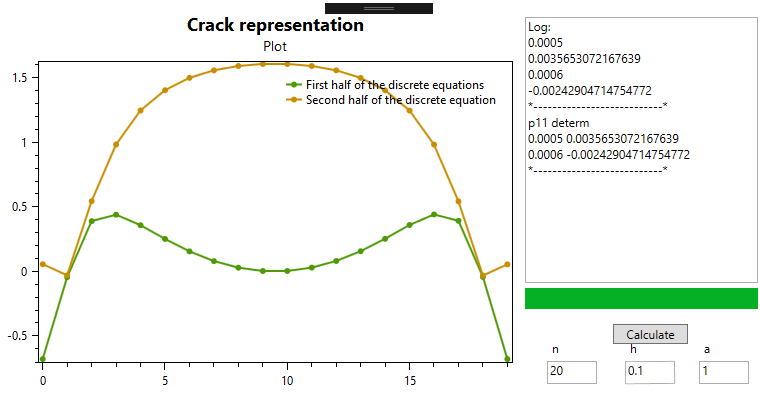 Crack representation
Plot
First half of the discrete equations
Second half of the discrete equation
1.5
1
0.5
0
-0.5
0
5
10
15
Log:
0.0005
0.0035653072167639
0.0006
-0.00242904714754772
*---------------------------*
p11 determ
0.0005 0.0035653072167639
0.0006 -0.00242904714754772
*---------------------------*
Calculate
n h a
20 0.1 1